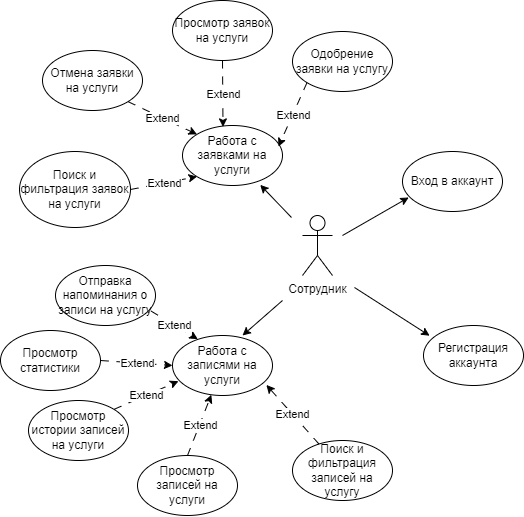 Просмотр заявок
на услуги
Одобрение
заявки на услугу
Отмена заявки
на услуги
Extend
Extend
Extend
Работа с
заявками на
услуги
Поиск и
фильтрация заявок
на услуги
Extend
Вход в аккаунт
Сотрудник
Отправка
напоминания о
записи на услугу
Extend
Просмотр
статистики
Extend
Работа с
записями на
услуги
Регистрация
аккаунта
Просмотр
истории записей
на услуги
Extend
Extend
Extend
Просмотр
записей на
услуги
Поиск и
фильтрация
записей на
услугу